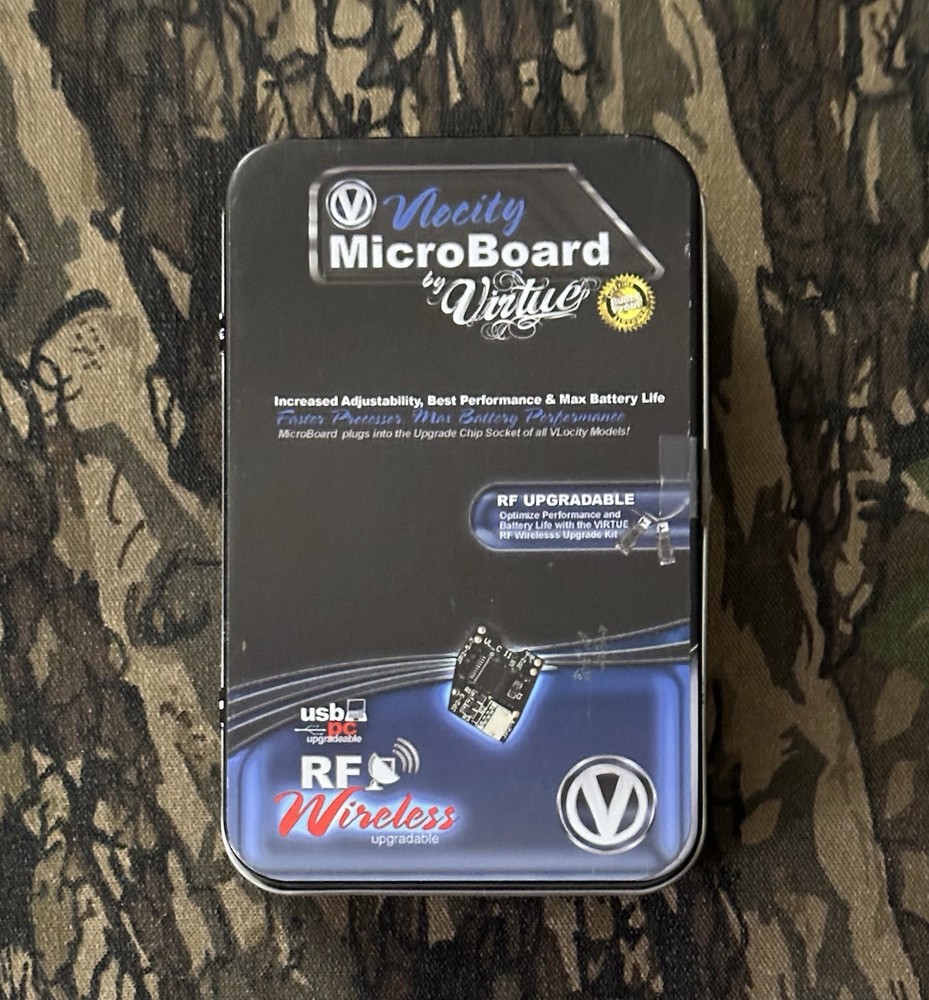 V Vlocity
MicroBoard
by Virtue
Increased Adjustability, Best Performance & Max Battery Life
Faster Processor, Max Battery Performance
MicroBoard plugs into the Upgrade Chip Socket of all VLocity Models!
RF UPGRADABLE
Optimize Performance and
Battery Life with the VIRTUE
RF Wirelesss Upgrade Kit
usb
pc
upgradeable
RF
Wireless
upgradable
V